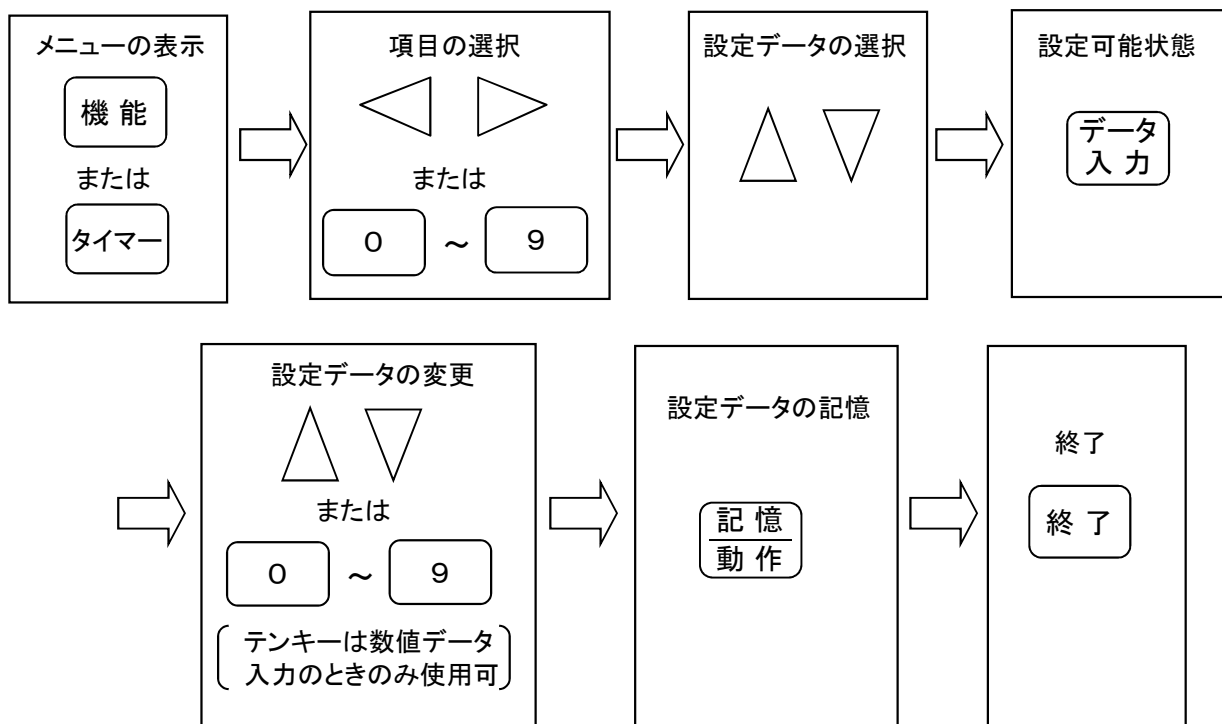 メニューの表示
機 能
または
タイマー
項目の選択
または
０ ～ ９
設定データの選択
設定可能状態
データ
入 力
設定データの変更
または
０ ～ ９
テンキーは数値データ
入力のときのみ使用可
設定データの記憶
記 憶
動 作
終了
終 了